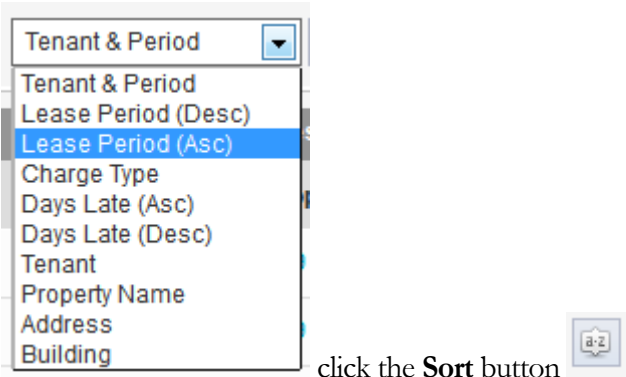 Tenant & Period
Tenant & Period
Lease Period (Desc)
Lease Period (Asc)
Charge Type
Days Late (Asc)
Days Late (Desc)
Tenant
Property Name
Address
Building
click the Sort button
a·z